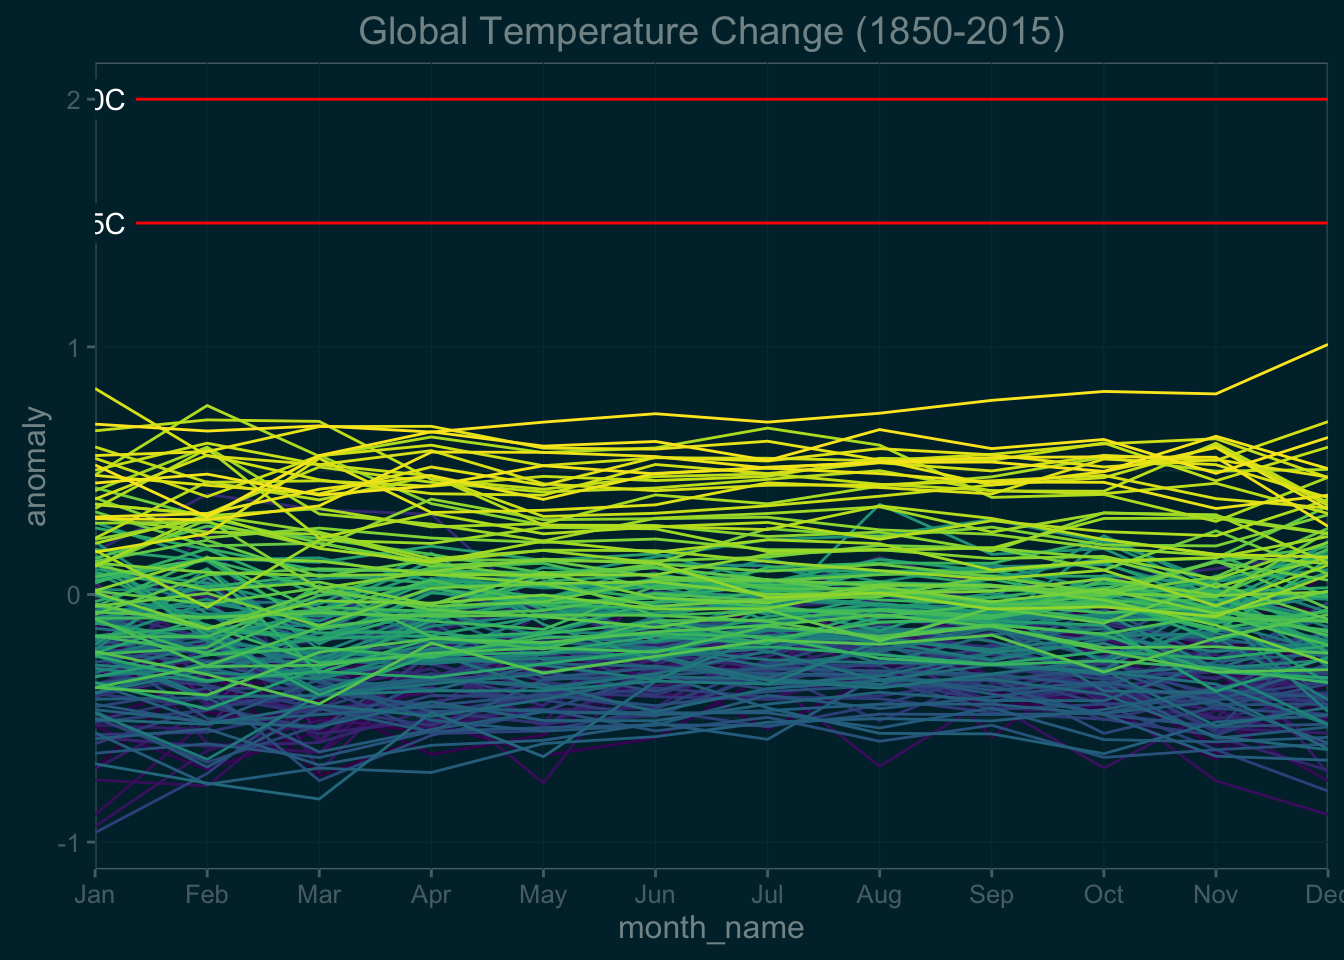 Global Temperature Change (1850-2015)
2
0C
5C
1
anomaly
0
-1
Jan Feb Mar Apr May Jun Jul Aug Sep Oct Nov Dec
month_name